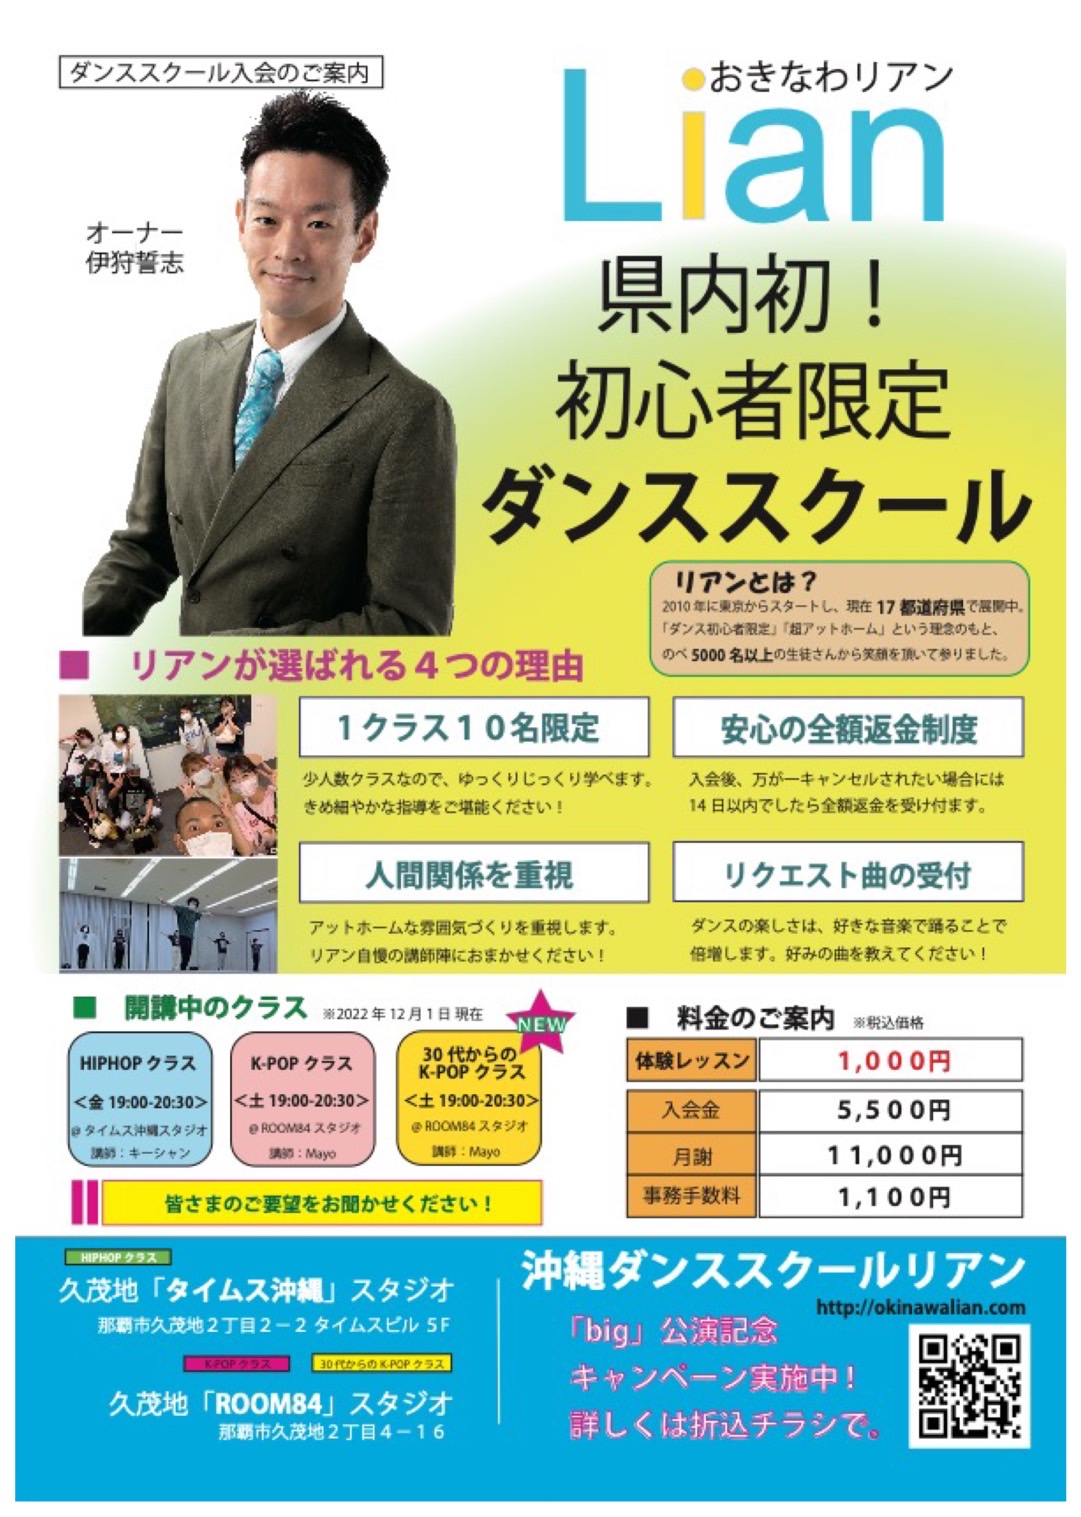 ダンススクール入会のご案内
おきなわリアン
Lian
オーナー
伊狩誓志
県内初！
初心者限定
ダンススクール
リアンとは？
2010年に東京からスタートし、現在17都道府県で展開中。
「ダンス初心者限定」「超アットホーム」という理念のもと、
のべ5000名以上の生徒さんから笑顔を頂いて参りました。
■ リアンが選ばれる４つの理由
１クラス１０名限定
少人数クラスなので、ゆっくりじっくり学べます。
きめ細やかな指導をご堪能ください！
安心の全額返金制度
入会後、万が一キャンセルされたい場合には
14日以内でしたら全額返金を受け付ます。
人間関係を重視
アットホームな雰囲気づくりを重視します。
リアン自慢の講師陣におまかせください！
リクエスト曲の受付
ダンスの楽しさは、好きな音楽で踊ることで
倍増します。好みの曲を教えてください！
■ 開講中のクラス ※2022年12月1日現在
NEW
HIPHOPクラス
＜金 19:00-20:30＞
@タイムス沖縄スタジオ
講師：キーシャン
K-POPクラス
＜土 19:00-20:30＞
@ROOM84スタジオ
講師：Mayo
30代からの
K-POPクラス
＜土 19:00-20:30＞
@ROOM84スタジオ
講師：Mayo
皆さまのご要望をお聞かせください！
■ 料金のご案内 ※税込価格
体験レッスン 1,000円
入会金 5,500円
月謝 11,000円
事務手数料 1,100円
HIPHOPクラス
久茂地「タイムス沖縄」スタジオ
那覇市久茂地２丁目２－２ タイムスビル 5F
K-POPクラス 30代からのK-POPクラス
久茂地「ROOM84」スタジオ
那覇市久茂地２丁目４－１６
沖縄ダンススクールリアン
http://okinawalian.com
「big」公演記念
キャンペーン実施中！
詳しくは折込チラシで。